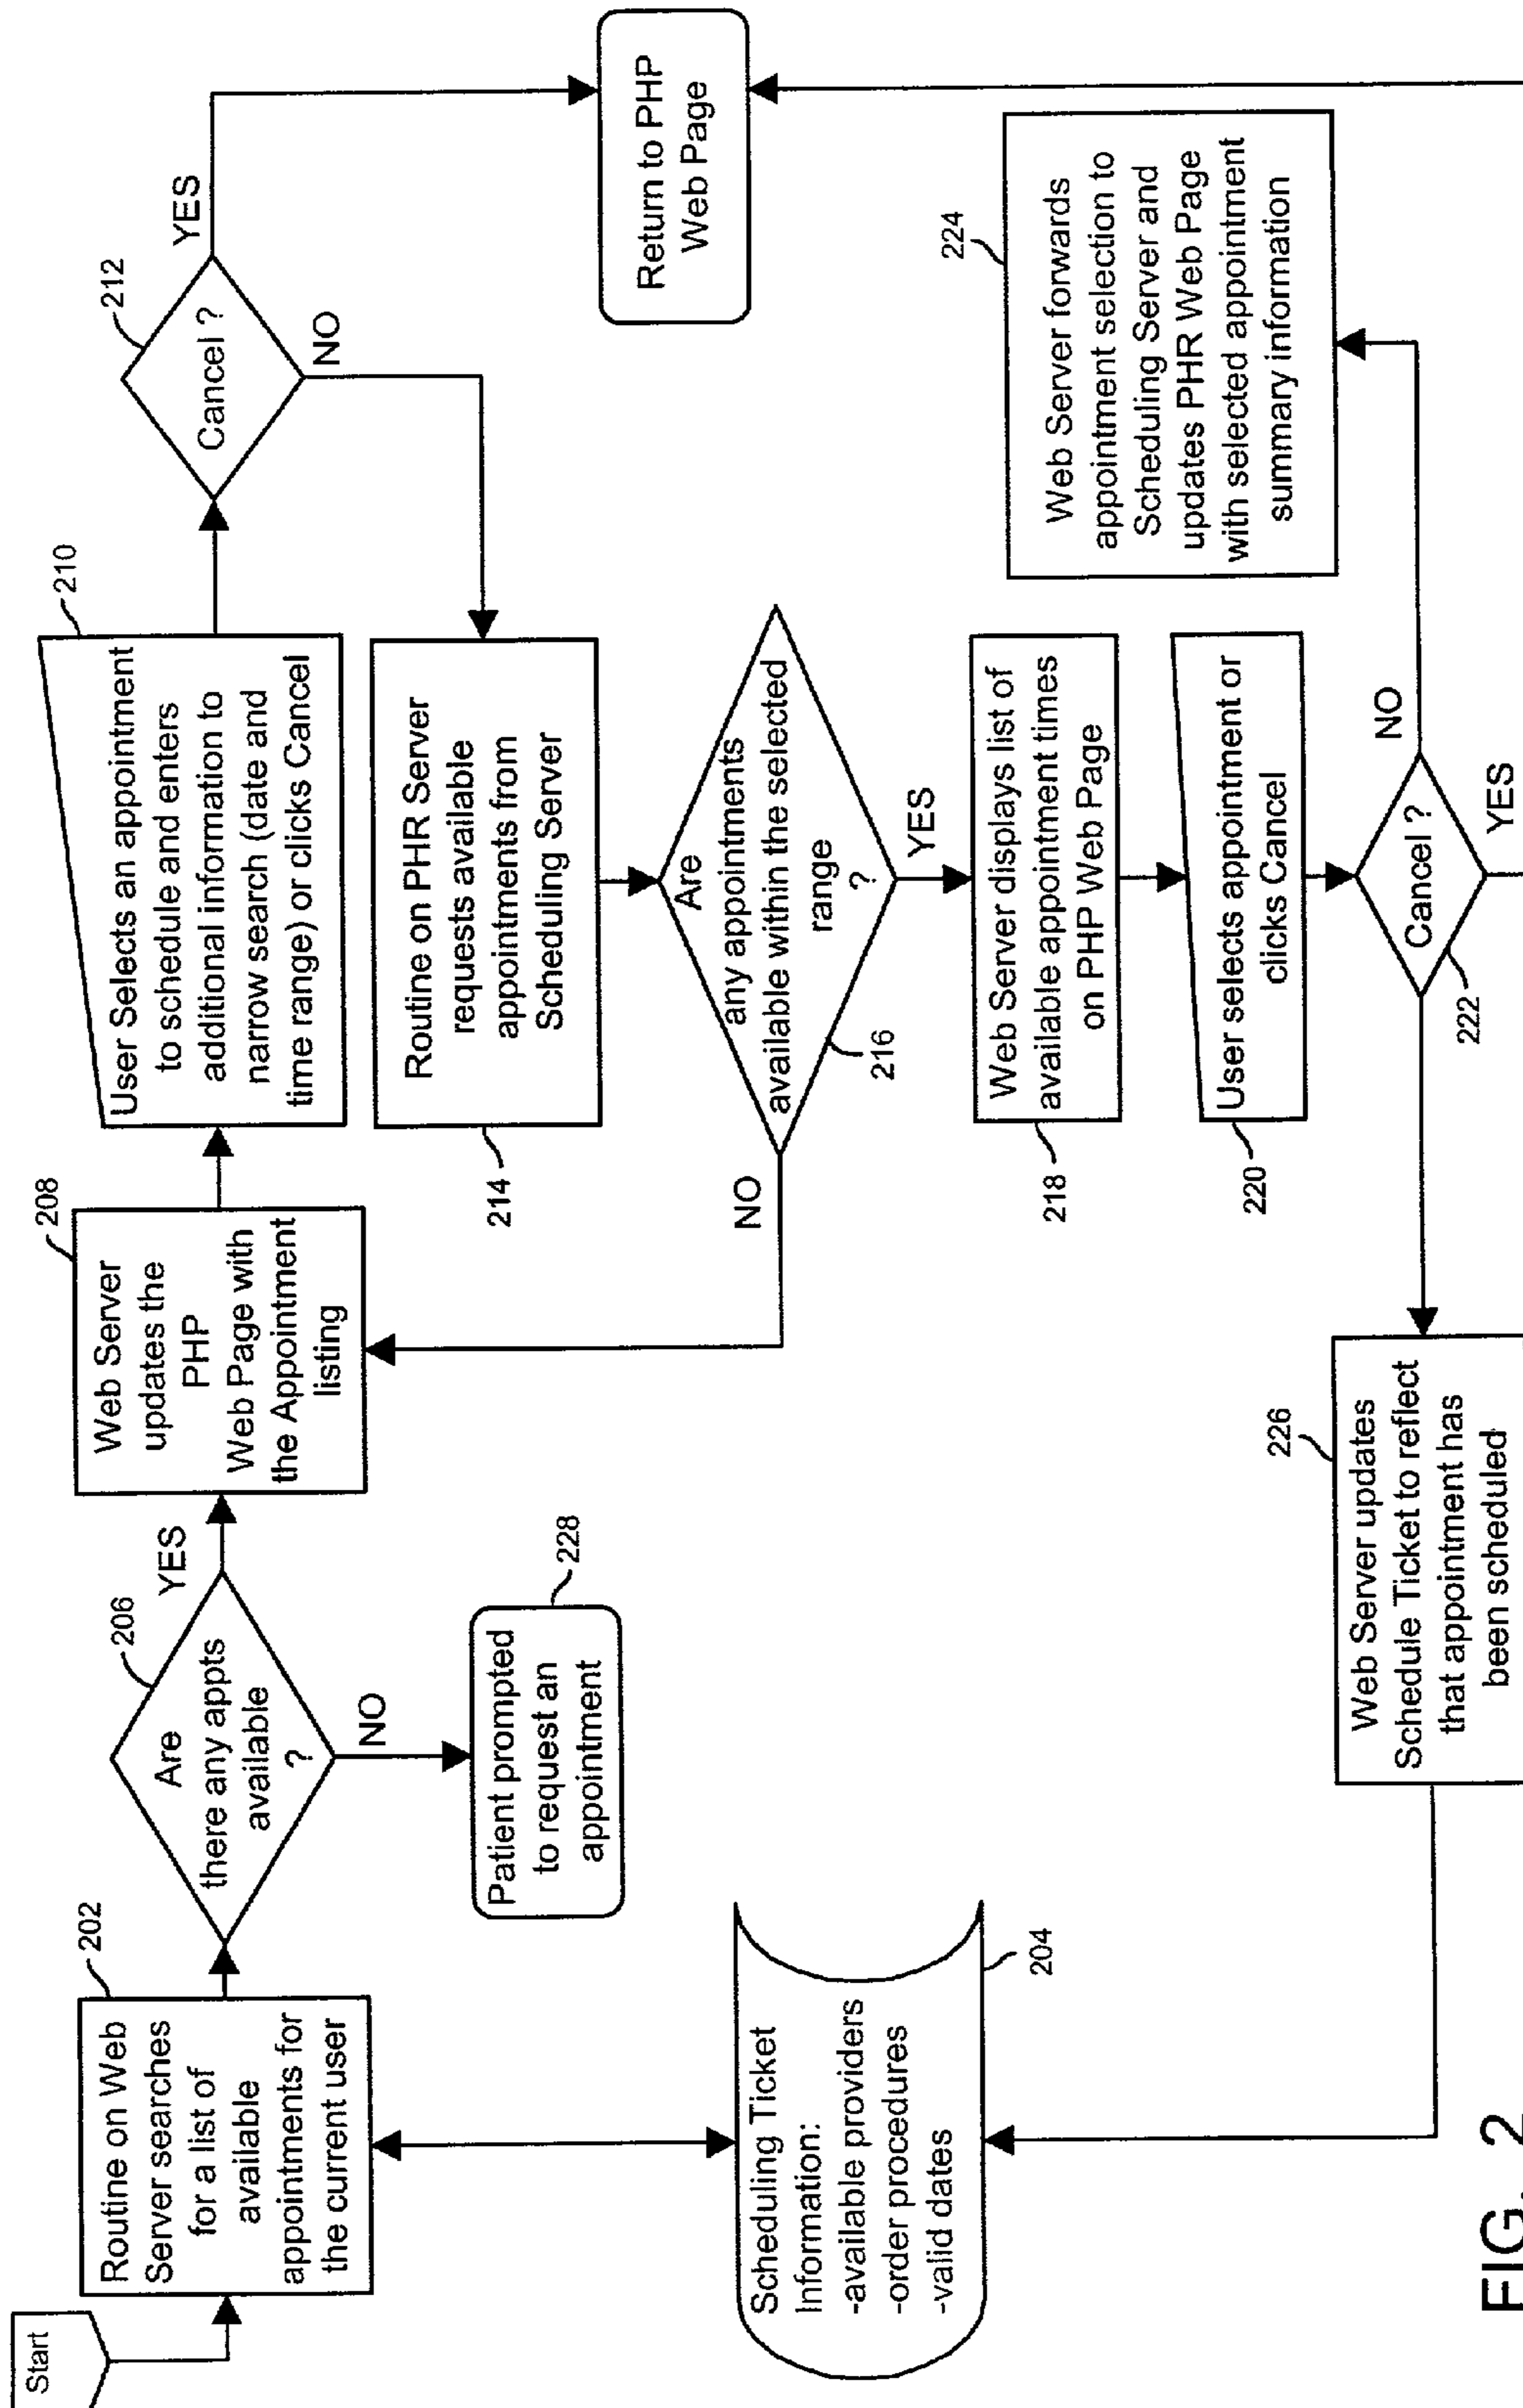 Start
202
Routine on Web
Server searches
for a list of
available
appointments for
the current user
206
Are
there any appts
available
?
YES
NO
Patient prompted
to request an
appointment
228
208
Web Server
updates the
PHP
Web Page with
the Appointment
listing
210
User Selects an appointment
to schedule and enters
additional information to
narrow search (date and
time range) or clicks Cancel
212
Cancel ?
YES
NO
Return to PHP
Web Page
Routine on PHR Server
requests available
appointments from
Scheduling Server
214
Are
any appointments
available within the selected
range
?
216
NO
YES
Web Server displays list of
available appointment times
on PHP Web Page
218
User selects appointment or
clicks Cancel
220
Cancel ?
222
NO
YES
224
Web Server forwards
appointment selection to
Scheduling Server and
updates PHR Web Page
with selected appointment
summary information
226
Web Server updates
Schedule Ticket to reflect
that appointment has
been scheduled
Scheduling Ticket
Information:
-available providers
-order procedures
-valid dates
204
FIG. 2